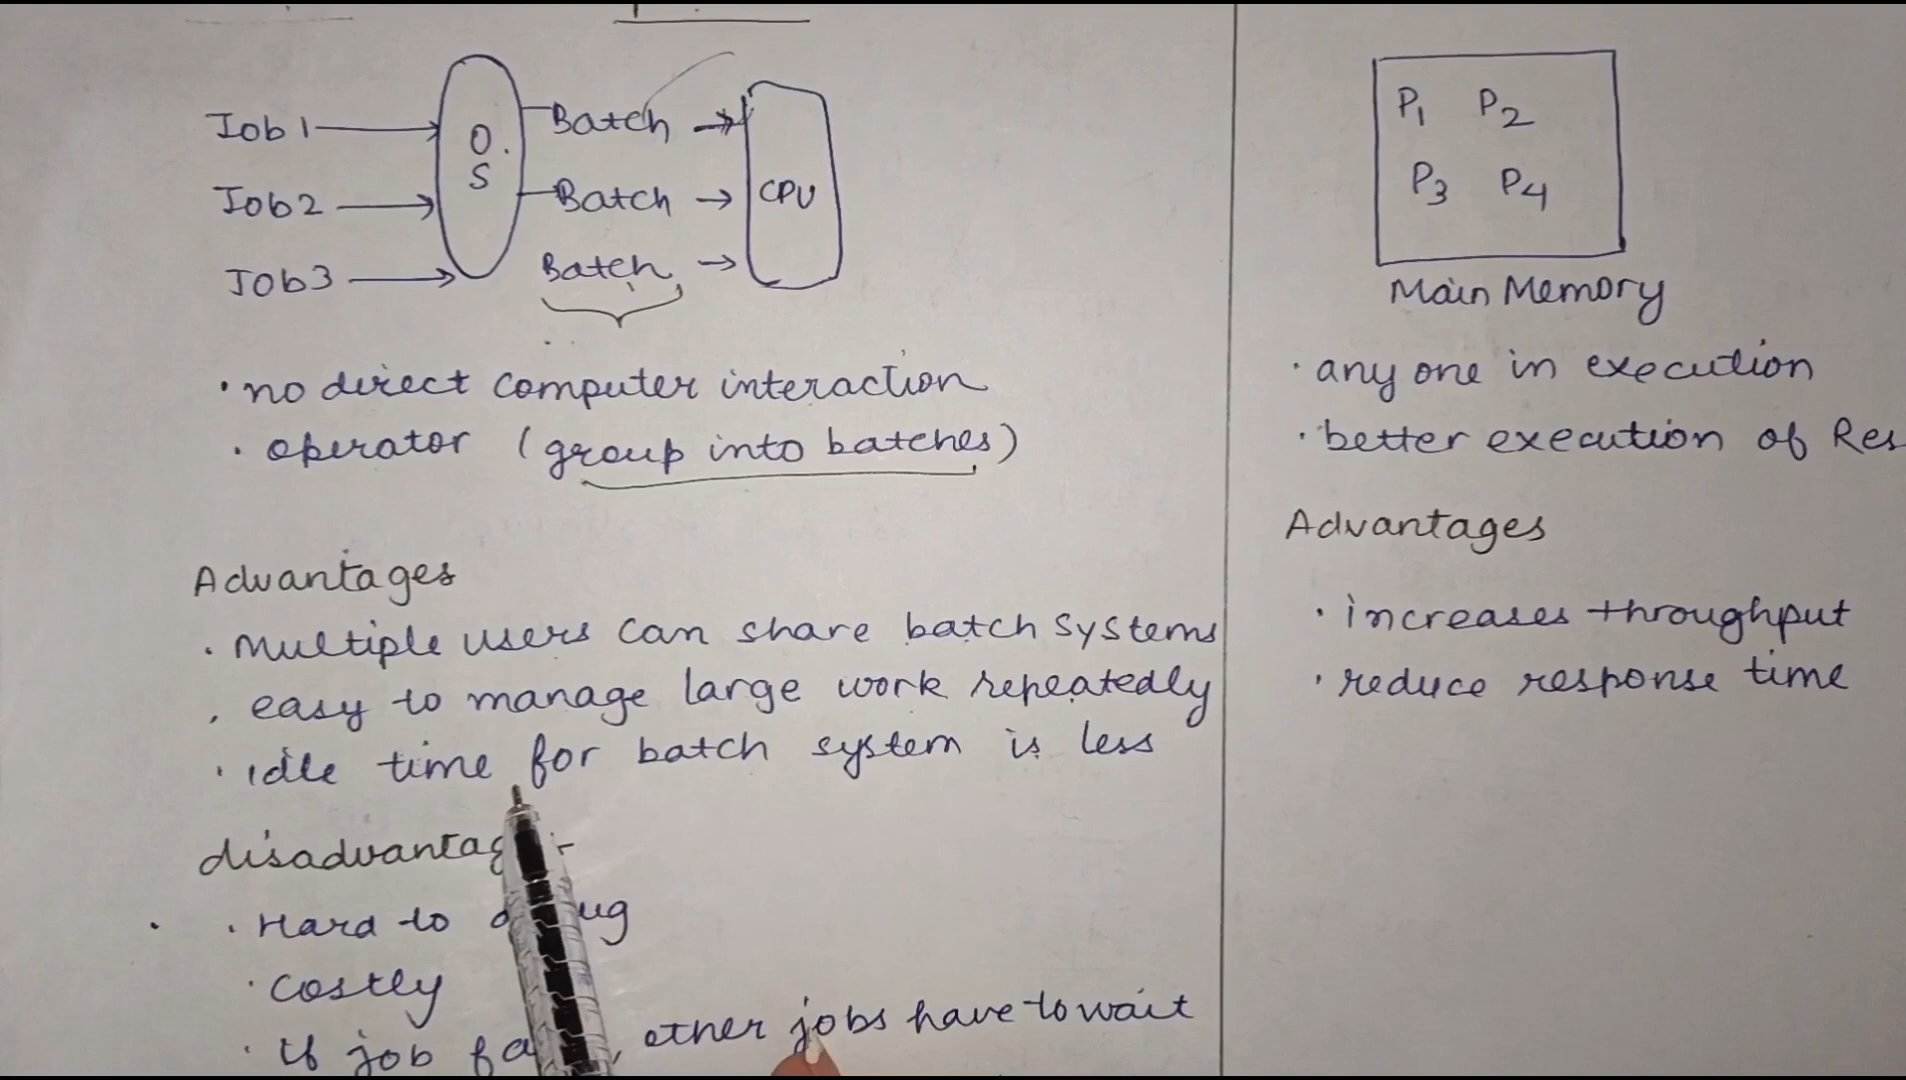 Job1
O.
S
Batch
CPU
Job2
Batch
Job3
Batch
• no direct computer interaction
• operator (group into batches)
Advantages
• Multiple users can share batch systems
• easy to manage large work repeatedly
• idle time for batch system is less
• Hard to
• costly
• if job , other jobs have to wait
P1 P2
P3 P4
Main Memory
• any one in execution
• better execution of Res
Advantages
• increases throughput
• reduce response time